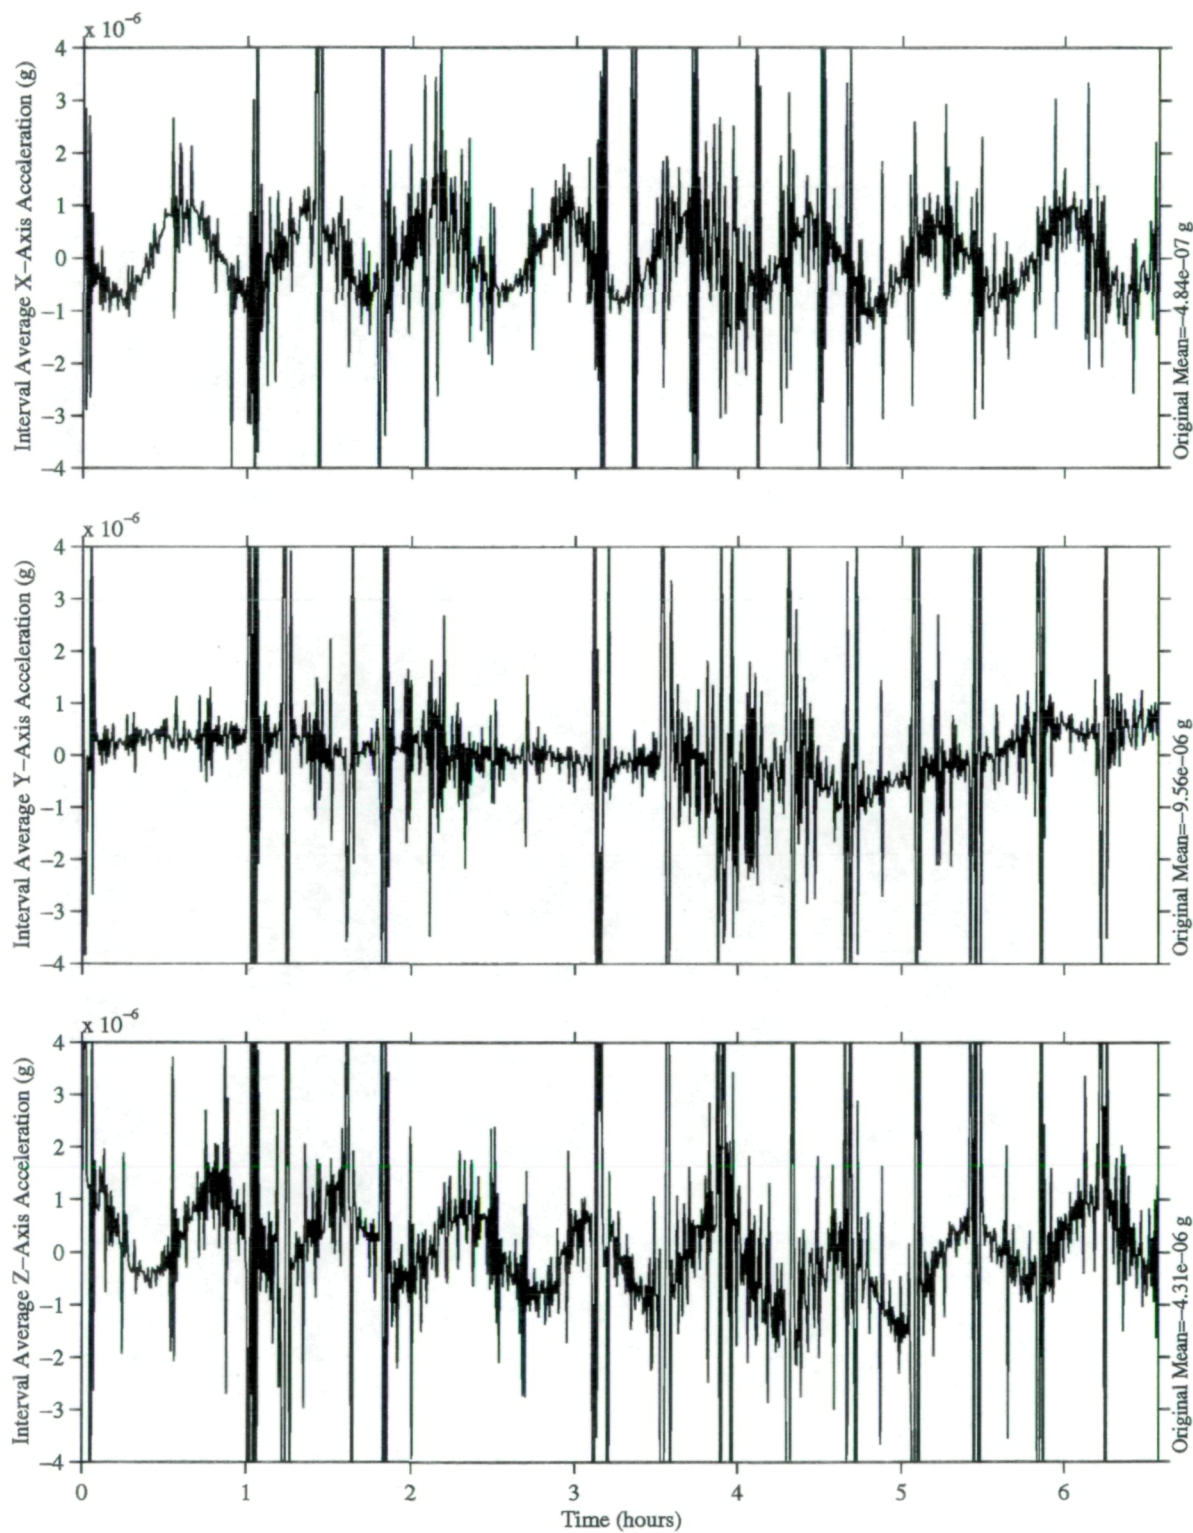 x 10⁻⁶
Interval Average X−Axis Acceleration (g)
4
3
2
1
0
−1
−2
−3
−4
Original Mean=−4.84e−07 g
x 10⁻⁶
Interval Average Y−Axis Acceleration (g)
4
3
2
1
0
−1
−2
−3
−4
Original Mean=−9.56e−06 g
x 10⁻⁶
Interval Average Z−Axis Acceleration (g)
4
3
2
1
0
−1
−2
−3
−4
Original Mean=−4.31e−06 g
0 1 2 3 4 5 6
Time (hours)